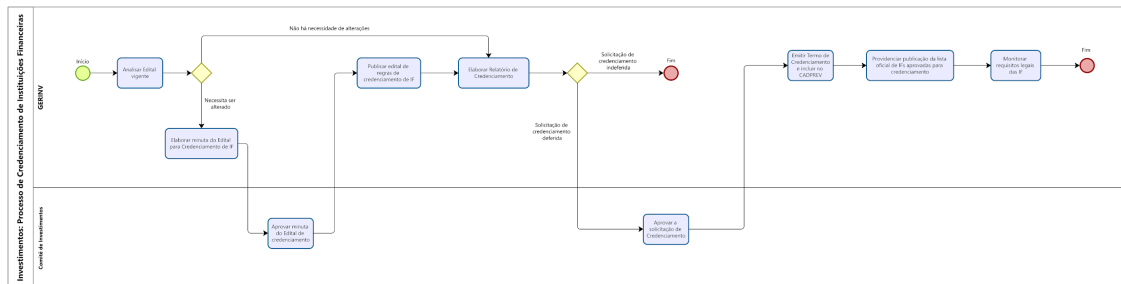 Investimentos: Processo de Credenciamento de Instituições Financeiras
GERINV
Início
Analisar Edital
vigente
Não há necessidade de alterações
Necessita ser
alterado
Elaborar minuta do Edital
para Credenciamento de IF
Publicar edital de
regras de
credenciamento de IF
Elaborar Relatório de
Credenciamento
Solicitação de
credenciamento
indeferida
Fim
Solicitação de
credenciamento
deferida
Emitir Termo de
Credenciamento
e incluir no
CADPREV
Providenciar publicação da lista
oficial de IFs aprovadas para
credenciamento
Monitorar
requisitos legais
das IF
Fim
Comitê de Investimentos
Aprovar minuta
do Edital de
credenciamento
Aprovar a
solicitação de
Credenciamento